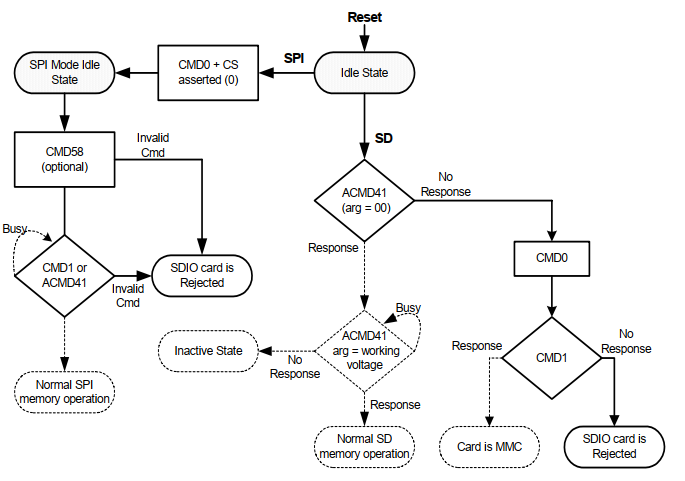 Reset
SPI Mode Idle
State
CMD0 + CS
asserted (0)
SPI
Idle State
SD
CMD58
(optional)
Invalid
Cmd
ACMD41
(arg = 00)
No
Response
Busy
CMD1 or
ACMD41
Invalid
Cmd
SDIO card is
Rejected
Response
CMD0
Inactive State
No
Response
ACMD41
arg = working
voltage
Busy
Response
CMD1
No
Response
Normal SPI
memory operation
Response
Normal SD
memory operation
Card is MMC
SDIO card is
Rejected